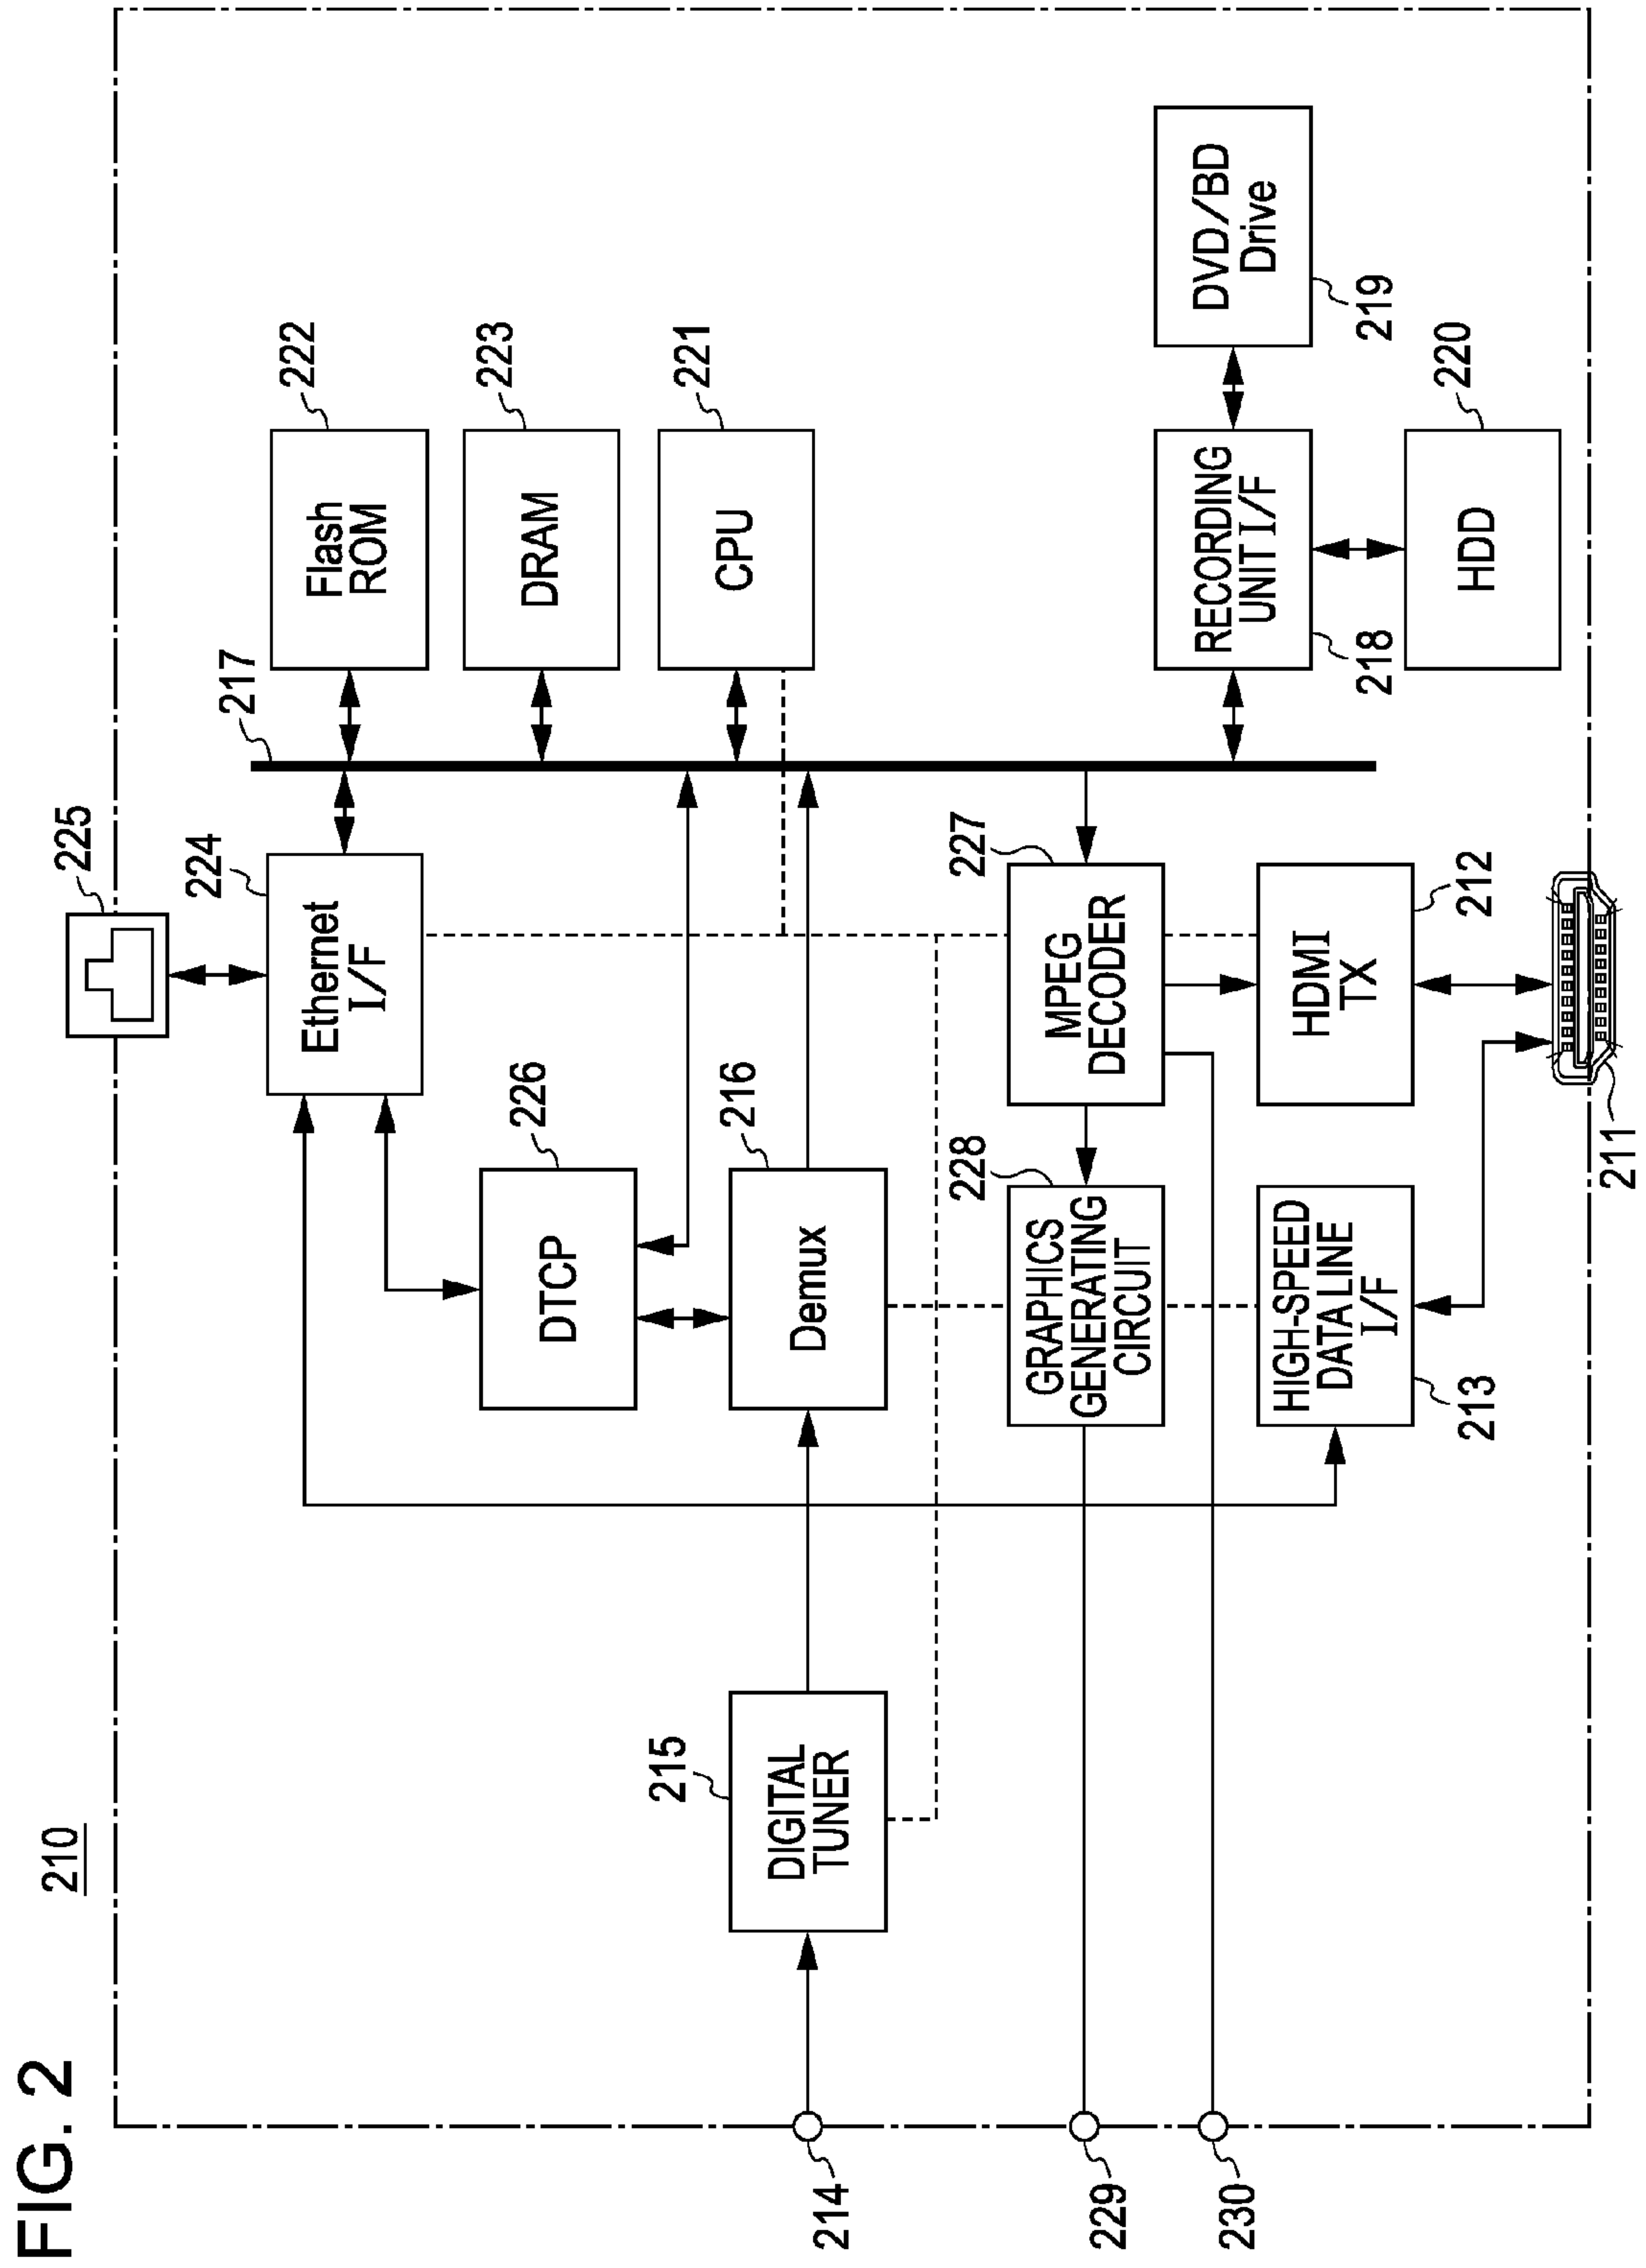 FIG. 2
210
225
224
Ethernet
I/F
217
222
Flash
ROM
226
DTCP
223
DRAM
215
DIGITAL
TUNER
216
Demux
221
CPU
214
228
GRAPHICS
GENERATING
CIRCUIT
227
MPEG
DECODER
RECORDING
UNIT I/F
218
DVD/BD
Drive
219
229
230
HIGH-SPEED
DATA LINE
I/F
213
HDMI
TX
212
HDD
220
211